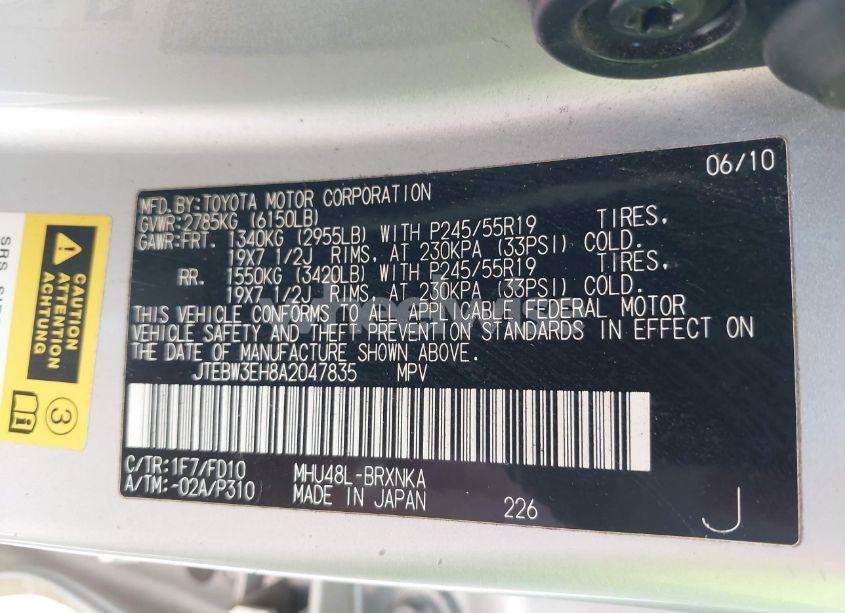 06/10
MFD.BY:TOYOTA MOTOR CORPORATION
GVWR:2785KG (6150LB)
GAWR:FRT. 1340KG (2955LB) WITH P245/55R19 TIRES.
19X7 1/2J RIMS, AT 230KPA (33PSI) COLD.
RR. 1550KG (3420LB) WITH P245/55R19 TIRES.
19X7 1/2J RIMS, AT 230KPA (33PSI) COLD.
THIS VEHICLE CONFORMS TO ALL APPLICABLE FEDERAL MOTOR
VEHICLE SAFETY AND THEFT PREVENTION STANDARDS IN EFFECT ON
THE DATE OF MANUFACTURE SHOWN ABOVE.
JTEBW3EH8A2047835 MPV
C/TR:1F7/FD10 MHU48L-BRXNKA
A/TM:-02A/P310 MADE IN JAPAN 226 J
CAUTION
ATTENTION
ACHTUNG
3
SRS